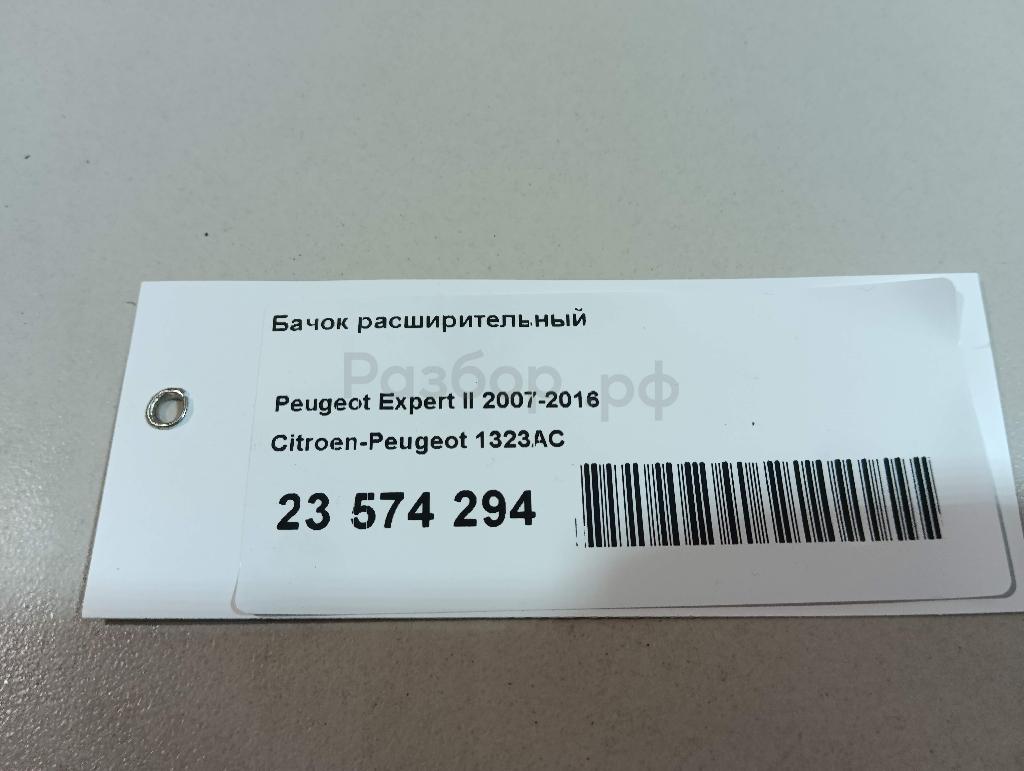 Бачок расширительный
Разбор.рф
Peugeot Expert II 2007-2016
Citroen-Peugeot 1323AC
23 574 294